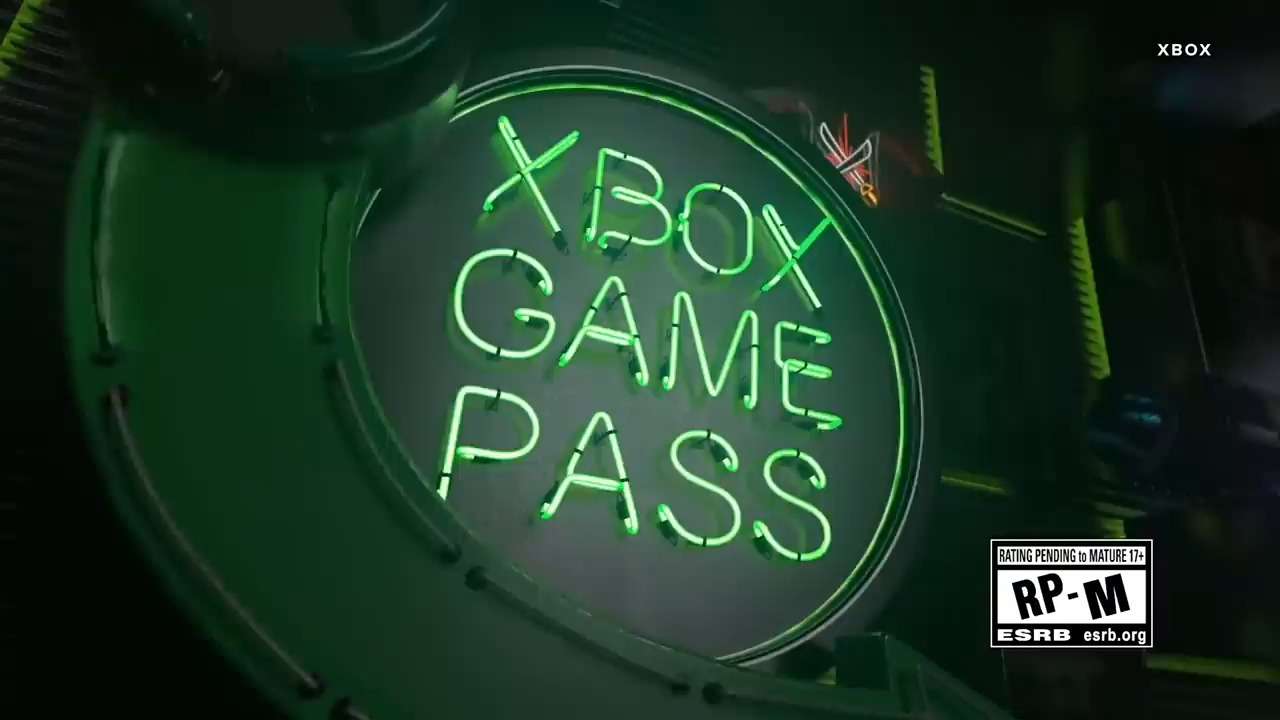 XBOX
XBOX
GAME
PASS
RATING PENDING to MATURE 17+
RP-M
ESRB esrb.org